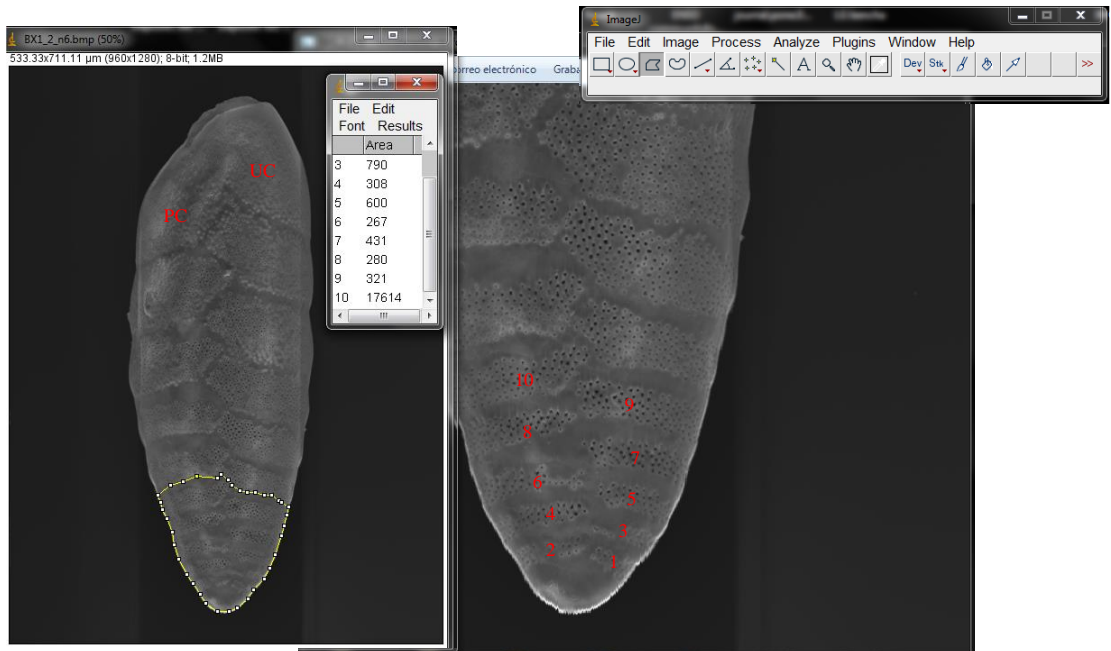 BX1_2_n6.bmp (50%)
533.33x711.11 µm (960x1280); 8-bit; 1.2MB
UC
PC
File Edit
Font Results
Area
3 790
4 308
5 600
6 267
7 431
8 280
9 321
10 17614
ImageJ
File Edit Image Process Analyze Plugins Window Help
A Dev Stk >>
orreo electrónico Graba
10
9
8
7
6
5
4
3
2
1